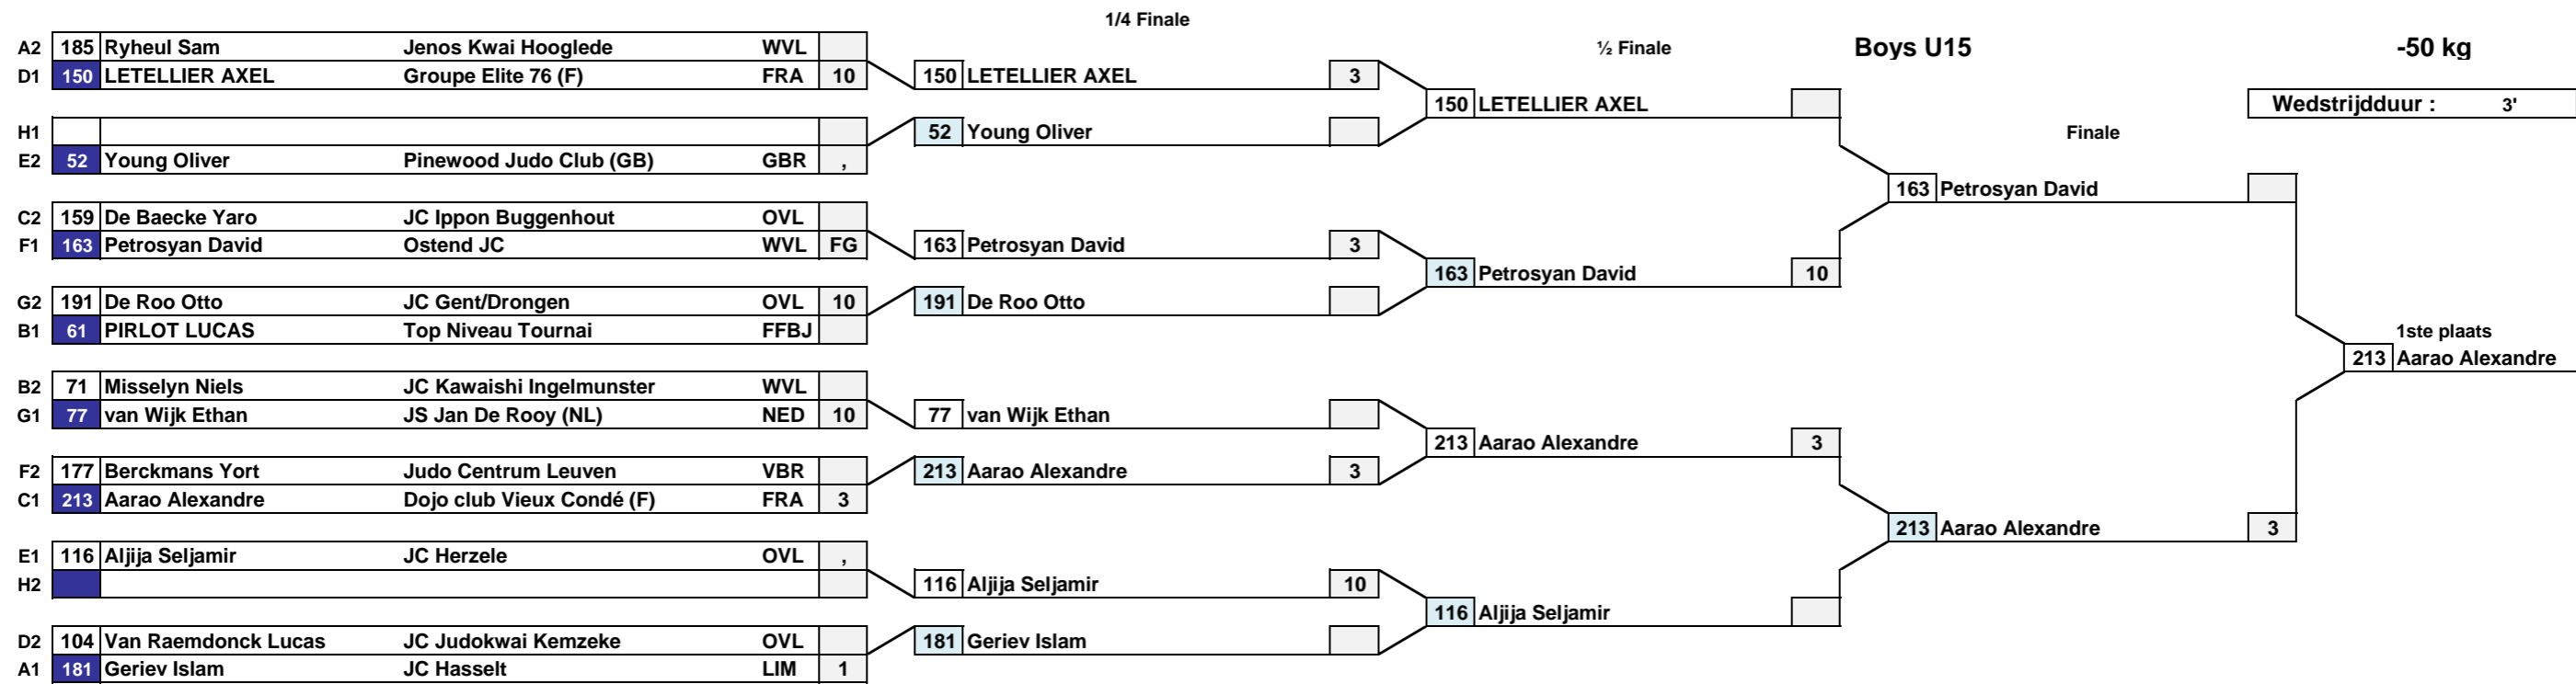 1/4 Finale
A2 185 Ryheul Sam Jenos Kwai Hooglede WVL
½ Finale Boys U15 -50 kg
D1 150 LETELLIER AXEL Groupe Elite 76 (F) FRA 10 150 LETELLIER AXEL 3
150 LETELLIER AXEL Wedstrijdduur : 3'
H1 52 Young Oliver Finale
E2 52 Young Oliver Pinewood Judo Club (GB) GBR ,
163 Petrosyan David
C2 159 De Baecke Yaro JC Ippon Buggenhout OVL
F1 163 Petrosyan David Ostend JC WVL FG 163 Petrosyan David 3
163 Petrosyan David 10
G2 191 De Roo Otto JC Gent/Drongen OVL 10 191 De Roo Otto
B1 61 PIRLOT LUCAS Top Niveau Tournai FFBJ 1ste plaats
213 Aarao Alexandre
B2 71 Misselyn Niels JC Kawaishi Ingelmunster WVL
G1 77 van Wijk Ethan JS Jan De Rooy (NL) NED 10 77 van Wijk Ethan
213 Aarao Alexandre 3
F2 177 Berckmans Yort Judo Centrum Leuven VBR 213 Aarao Alexandre 3
C1 213 Aarao Alexandre Dojo club Vieux Condé (F) FRA 3
213 Aarao Alexandre 3
E1 116 Aljija Seljamir JC Herzele OVL ,
H2 116 Aljija Seljamir 10
116 Aljija Seljamir
D2 104 Van Raemdonck Lucas JC Judokwai Kemzeke OVL 181 Geriev Islam
A1 181 Geriev Islam JC Hasselt LIM 1